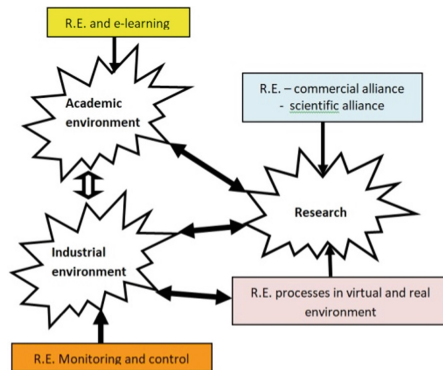 R.E. and e-learning
Academic
environment
R.E. – commercial alliance
- scientific alliance
Research
Industrial
environment
R.E. processes in virtual and real
environment
R.E. Monitoring and control